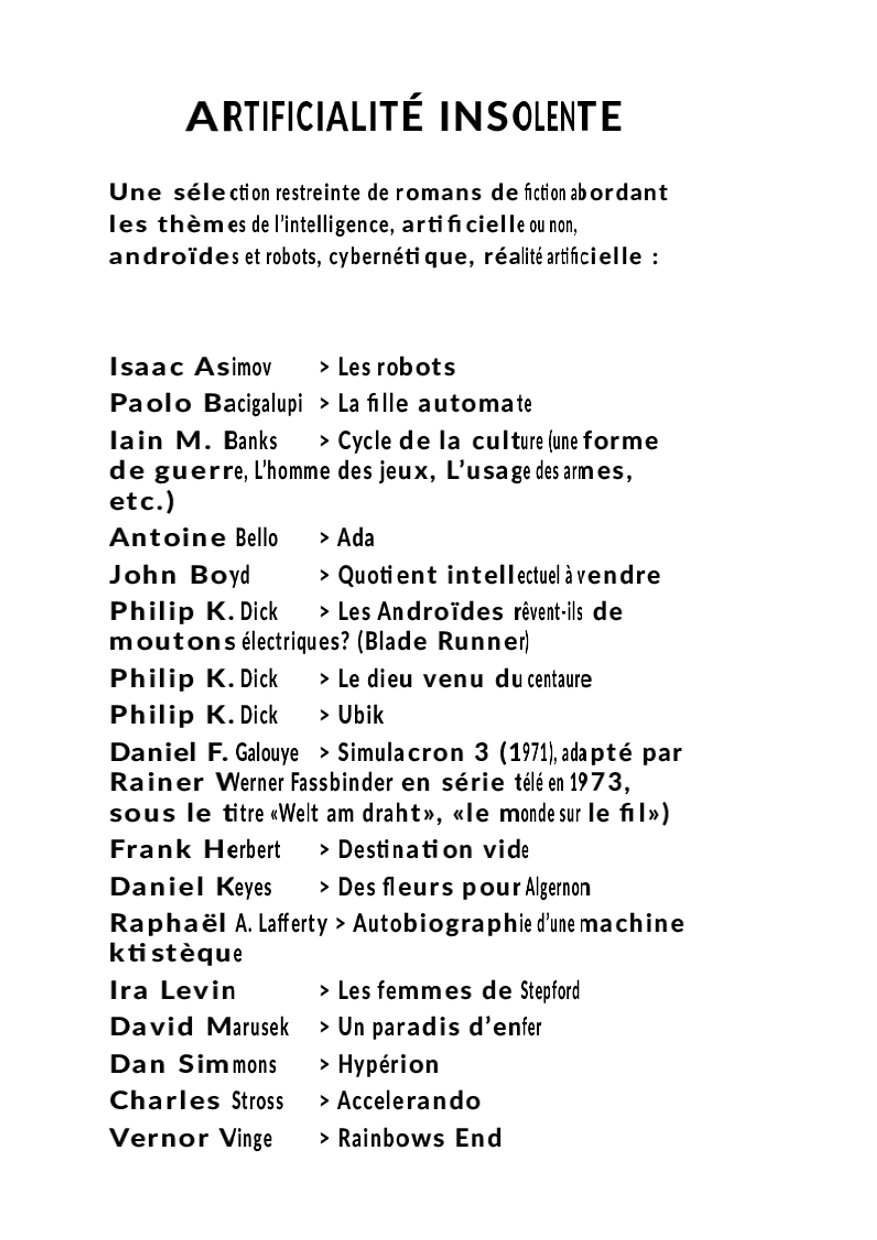 ARTIFICIALITÉ INSOLENTE
Une sélection restreinte de romans de fiction abordant
les thèmes de l'intelligence, artificielle ou non,
androïdes et robots, cybernétique, réalité artificielle :
Isaac Asimov > Les robots
Paolo Bacigalupi > La fille automate
Iain M. Banks > Cycle de la culture (une forme
de guerre, L'homme des jeux, L'usage des armes,
etc.)
Antoine Bello > Ada
John Boyd > Quotient intellectuel à vendre
Philip K. Dick > Les Androïdes rêvent-ils de
moutons électriques? (Blade Runner)
Philip K. Dick > Le dieu venu du centaure
Philip K. Dick > Ubik
Daniel F. Galouye > Simulacron 3 (1971), adapté par
Rainer Werner Fassbinder en série télé en 1973,
sous le titre «Welt am draht», «le monde sur le fil»)
Frank Herbert > Destination vide
Daniel Keyes > Des fleurs pour Algernon
Raphaël A. Lafferty > Autobiographie d'une machine
ktistèque
Ira Levin > Les femmes de Stepford
David Marusek > Un paradis d'enfer
Dan Simmons > Hypérion
Charles Stross > Accelerando
Vernor Vinge > Rainbows End